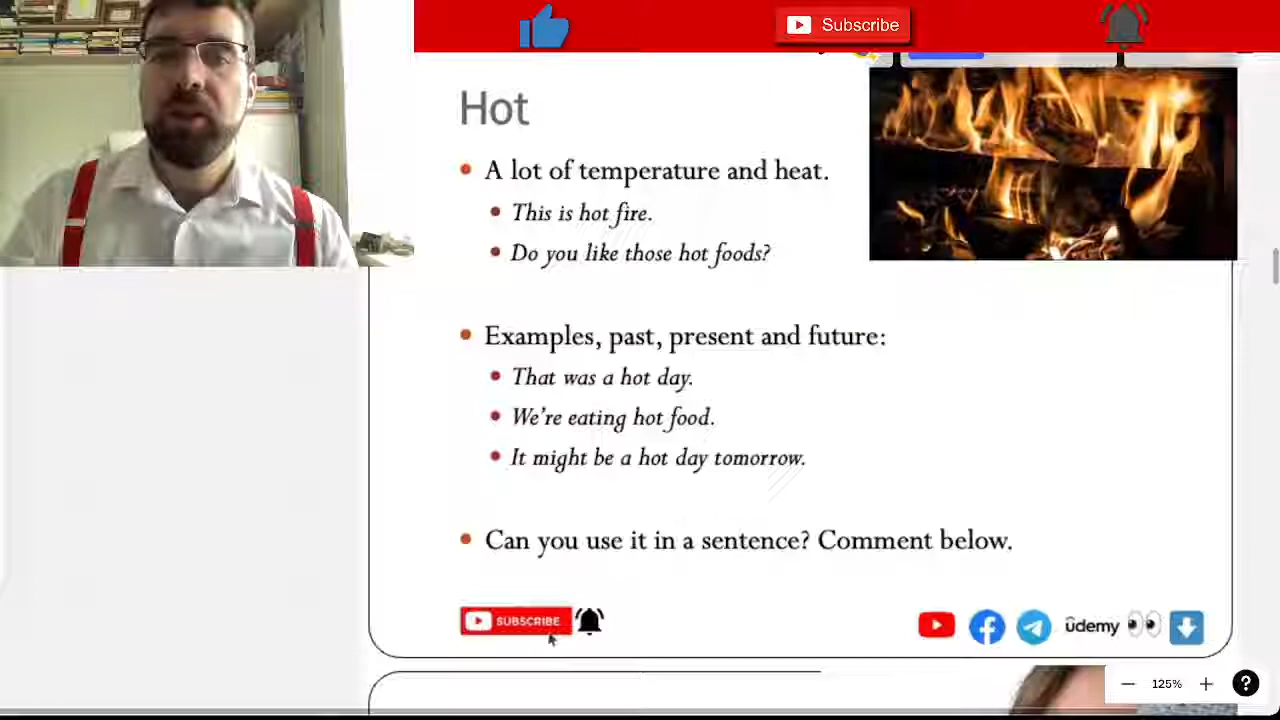 Subscribe
Hot
A lot of temperature and heat.
This is hot fire.
Do you like those hot foods?
Examples, past, present and future:
That was a hot day.
We're eating hot food.
It might be a hot day tomorrow.
Can you use it in a sentence? Comment below.
SUBSCRIBE
ûdemy
125%